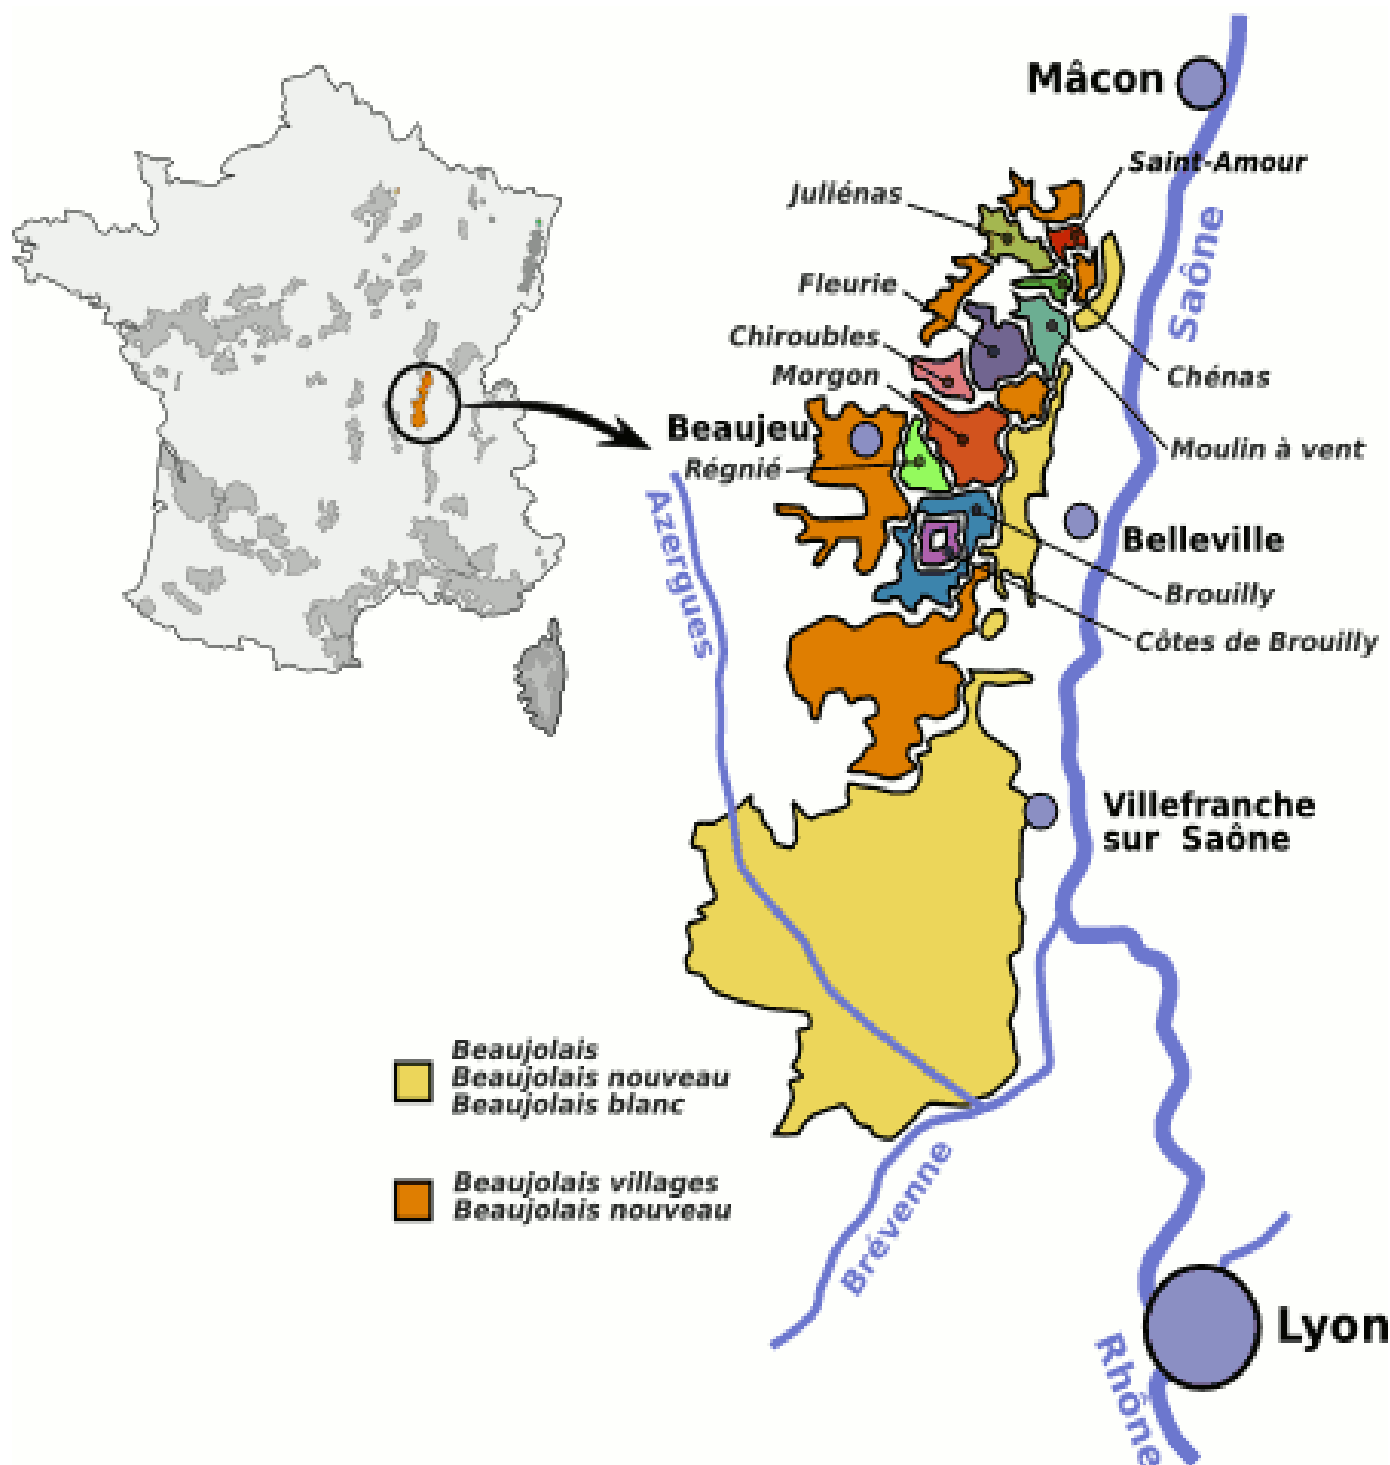 Mâcon
Saint-Amour
Juliénas
Saône
Fleurie
Chiroubles
Chénas
Morgon
Beaujeu
Moulin à vent
Régnié
Azergues
Belleville
Brouilly
Côtes de Brouilly
Villefranche
sur Saône
Beaujolais
Beaujolais nouveau
Beaujolais blanc
Brévenne
Beaujolais villages
Beaujolais nouveau
Lyon
Rhône